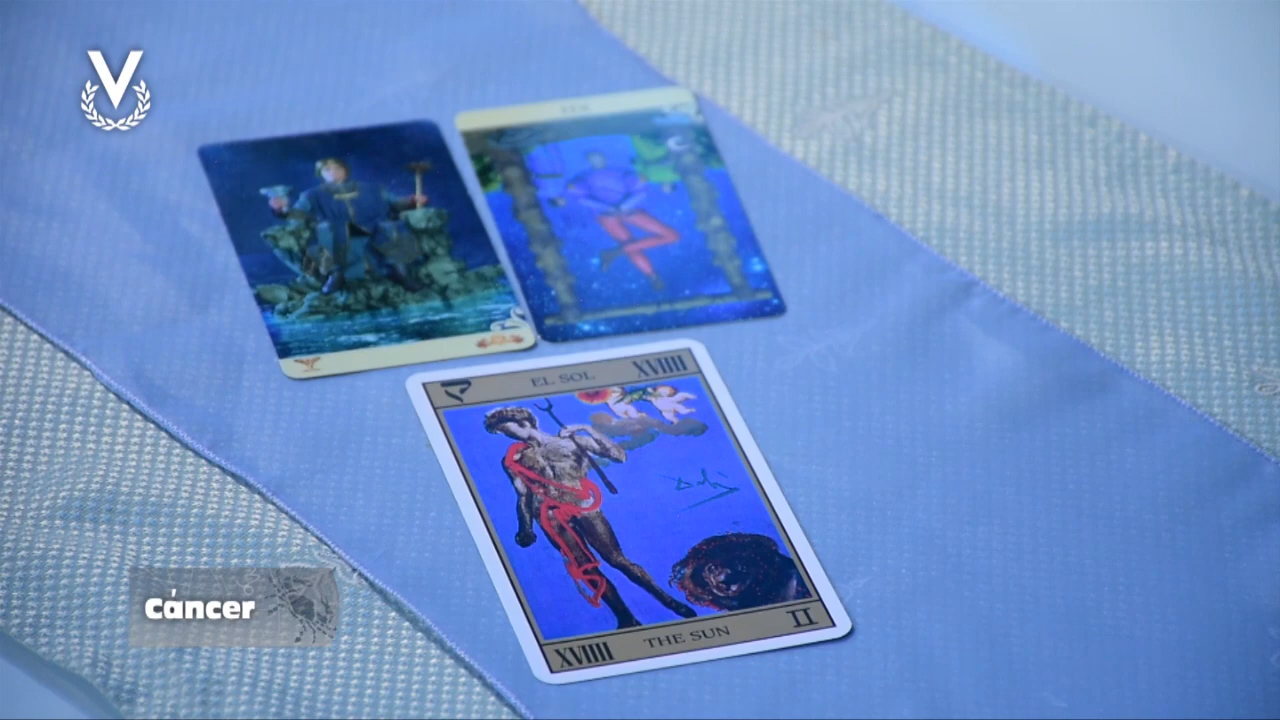 V
EL SOL
XVIIII
Dalí
XVIIII
THE SUN
II
cáncer